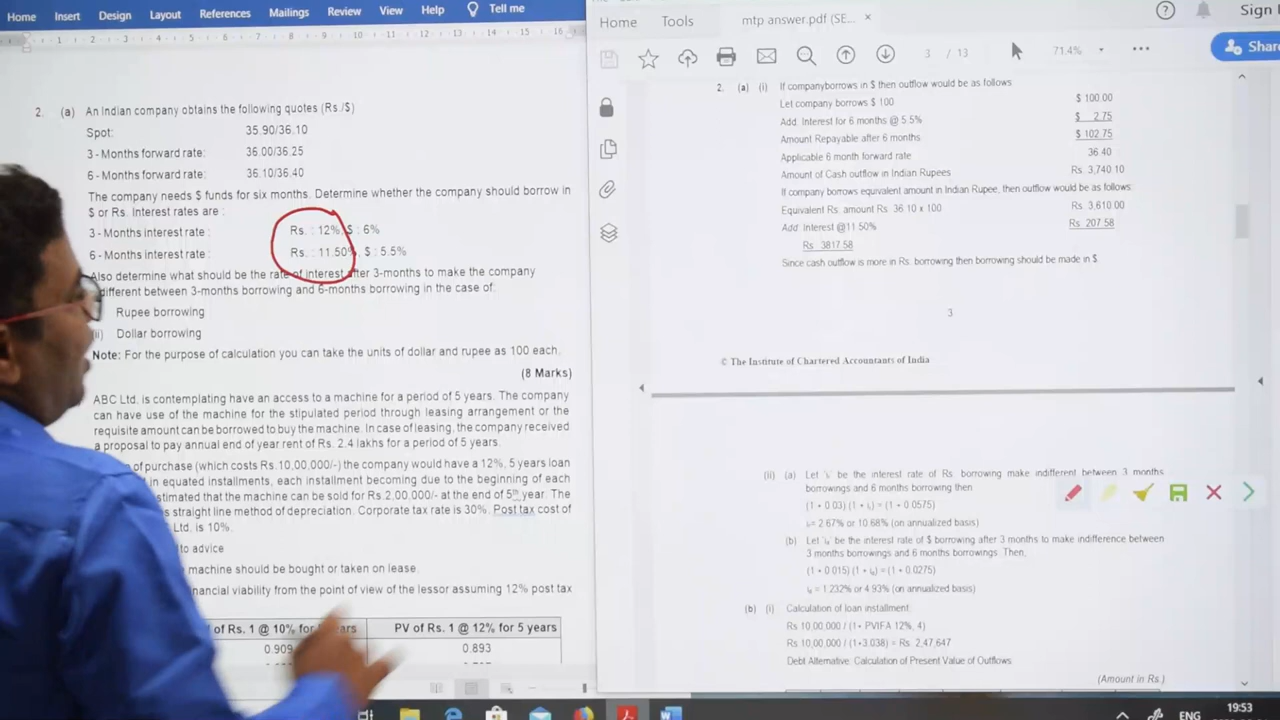 Home Insert Design Layout References Mailings Review View Help Tell me
1 2 3 4 5 6 7 8 9 10 11 12 13 14 15 16
2. (a) An Indian company obtains the following quotes (Rs./$)
Spot: 35.90/36.10
3 - Months forward rate: 36.00/36.25
6 - Months forward rate: 36.10/36.40
The company needs $ funds for six months. Determine whether the company should borrow in
$ or Rs. Interest rates are :
3 - Months interest rate : Rs. : 12%, $ : 6%
6 - Months interest rate : Rs. : 11.50%, $ : 5.5%
Also determine what should be the rate of interest after 3-months to make the company
different between 3-months borrowing and 6-months borrowing in the case of:
Rupee borrowing
(ii) Dollar borrowing
Note: For the purpose of calculation you can take the units of dollar and rupee as 100 each.
(8 Marks)
ABC Ltd. is contemplating have an access to a machine for a period of 5 years. The company
can have use of the machine for the stipulated period through leasing arrangement or the
requisite amount can be borrowed to buy the machine. In case of leasing, the company received
a proposal to pay annual end of year rent of Rs. 2.4 lakhs for a period of 5 years.
of purchase (which costs Rs. 10,00,000/-) the company would have a 12%, 5 years loan
in equated installments, each installment becoming due to the beginning of each
estimated that the machine can be sold for Rs. 2,00,000/- at the end of 5th year. The
straight line method of depreciation. Corporate tax rate is 30%. Post tax cost of
Ltd. is 10%.
to advice
machine should be bought or taken on lease.
financial viability from the point of view of the lessor assuming 12% post tax
of Rs. 1 @ 10% for years PV of Rs. 1 @ 12% for 5 years
0.909 0.893
Home Tools mtp answer.pdf (SE... × Sign
3 / 13 71.4% Shar
2. (a) (i) If companyborrows in $ then outflow would be as follows
Let company borrows $ 100 $ 100.00
Add: Interest for 6 months @ 5.5% $ 2.75
Amount Repayable after 6 months $ 102.75
Applicable 6 month forward rate 36.40
Amount of Cash outflow in Indian Rupees Rs 3,740.10
If company borrows equivalent amount in Indian Rupee, then outflow would be as follows:
Equivalent Rs. amount Rs. 36.10 x 100 Rs 3,610.00
Add: Interest @11.50% Rs 207.58
Rs 3817.58
Since cash outflow is more in Rs. borrowing then borrowing should be made in $.
3
© The Institute of Chartered Accountants of India
(ii) (a) Let be the interest rate of Rs borrowing make indifferent between 3 months
borrowings and 6 months borrowing then
(1 + 0.03) (1 + ) = (1 + 0.0575)
= 2.67% or 10.68% (on annualized basis)
(b) Let be the interest rate of $ borrowing after 3 months to make indifference between
3 months borrowings and 6 months borrowings. Then,
(1 + 0.015) (1 + ) = (1 + 0.0275)
= 1.232% or 4.93% (on annualized basis)
(b) (i) Calculation of loan installment:
Rs 10,00,000 / (1+ PVIFA 12%, 4)
Rs 10,00,000 / (1+3.038) = Rs. 2,47,647
Debt Alternative: Calculation of Present Value of Outflows
(Amount in Rs.)
ENG 19:53